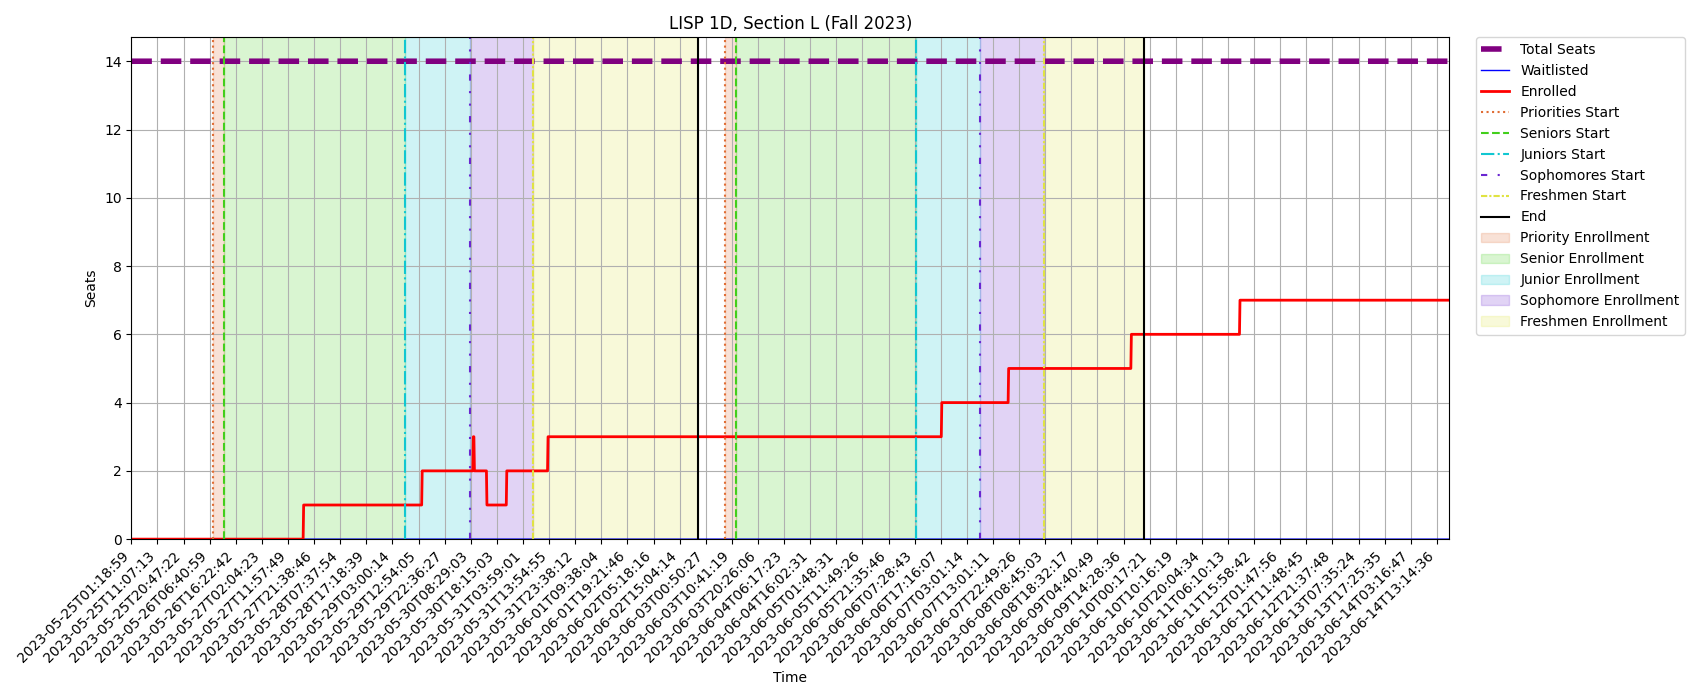 LISP 1D, Section L (Fall 2023)
Seats
14
12
10
8
6
4
2
0
2023-05-25T01:18:59
2023-05-25T11:07:13
2023-05-25T20:47:22
2023-05-26T06:40:59
2023-05-26T16:22:42
2023-05-27T02:04:23
2023-05-27T11:57:49
2023-05-27T21:38:46
2023-05-28T07:37:54
2023-05-28T17:18:39
2023-05-29T03:00:14
2023-05-29T12:54:05
2023-05-29T22:36:27
2023-05-30T08:29:03
2023-05-30T18:15:03
2023-05-31T03:59:01
2023-05-31T13:54:55
2023-05-31T23:38:12
2023-06-01T09:38:04
2023-06-01T19:21:46
2023-06-02T05:18:16
2023-06-02T15:04:14
2023-06-03T00:50:27
2023-06-03T10:41:19
2023-06-03T20:26:06
2023-06-04T06:17:23
2023-06-04T16:02:31
2023-06-05T01:48:31
2023-06-05T11:49:26
2023-06-05T21:35:46
2023-06-06T07:28:43
2023-06-06T17:16:07
2023-06-07T03:01:14
2023-06-07T13:01:11
2023-06-07T22:49:26
2023-06-08T08:45:03
2023-06-08T18:32:17
2023-06-09T04:40:49
2023-06-09T14:28:36
2023-06-10T00:17:21
2023-06-10T10:16:19
2023-06-10T20:04:34
2023-06-11T06:10:13
2023-06-11T15:58:42
2023-06-12T01:47:56
2023-06-12T11:48:45
2023-06-12T21:37:48
2023-06-13T07:35:24
2023-06-13T17:25:35
2023-06-14T03:16:47
2023-06-14T13:14:36
Time
Total Seats
Waitlisted
Enrolled
Priorities Start
Seniors Start
Juniors Start
Sophomores Start
Freshmen Start
End
Priority Enrollment
Senior Enrollment
Junior Enrollment
Sophomore Enrollment
Freshmen Enrollment